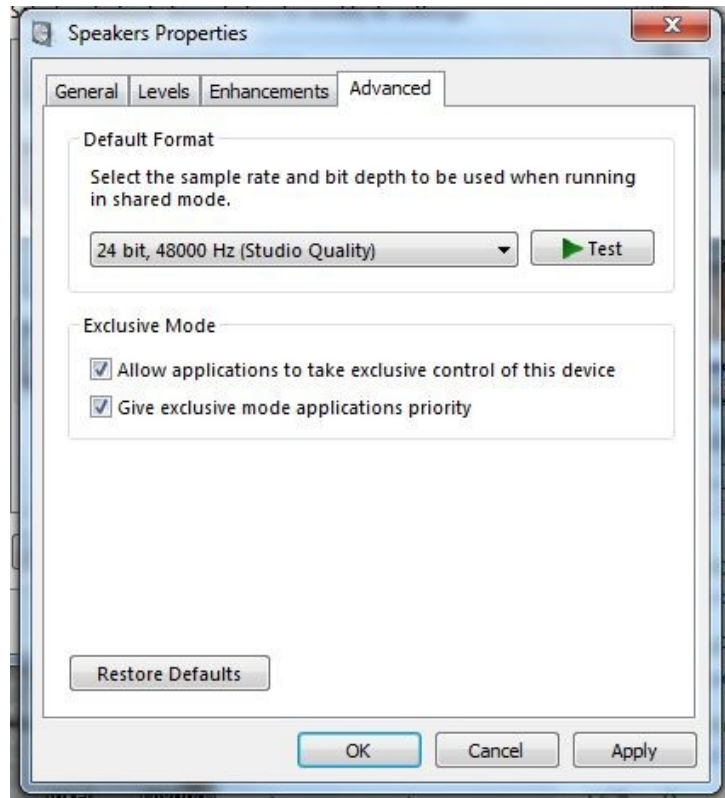 Speakers Properties
General Levels Enhancements Advanced
Default Format
Select the sample rate and bit depth to be used when running
in shared mode.
24 bit, 48000 Hz (Studio Quality) Test
Exclusive Mode
Allow applications to take exclusive control of this device
Give exclusive mode applications priority
Restore Defaults
OK Cancel Apply